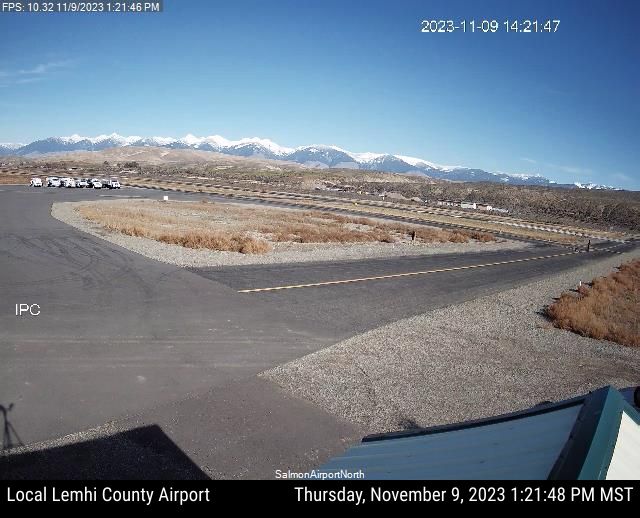 FPS: 10.32 11/9/2023 1:21:46 PM
2023-11-09 14:21:47
IPC
SalmonAirportNorth
Local Lemhi County Airport Thursday, November 9, 2023 1:21:48 PM MST